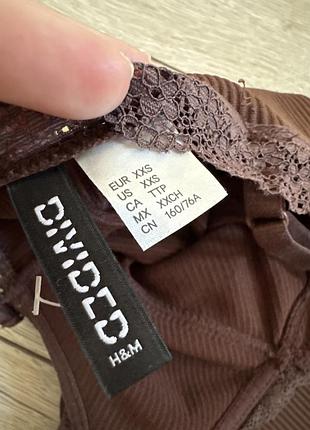 EUR XXS
US XXS
CA TTP
MX XXCH
CN 160/76A
DIVIDED
H&M